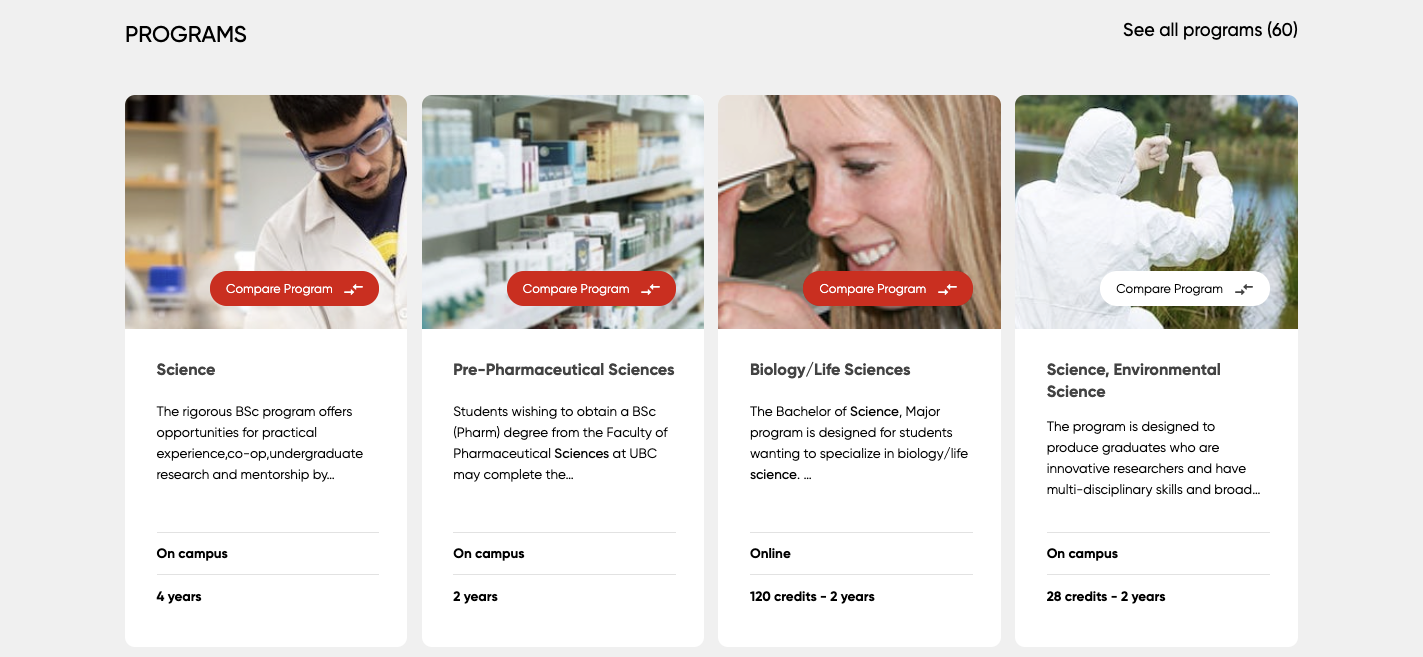 PROGRAMS
See all programs (60)
Compare Program
Compare Program
Compare Program
Compare Program
Science
The rigorous BSc program offers
opportunities for practical
experience,co-op,undergraduate
research and mentorship by...
On campus
4 years
Pre-Pharmaceutical Sciences
Students wishing to obtain a BSc
(Pharm) degree from the Faculty of
Pharmaceutical Sciences at UBC
may complete the...
On campus
2 years
Biology/Life Sciences
The Bachelor of Science, Major
program is designed for students
wanting to specialize in biology/life
science. ...
Online
120 credits - 2 years
Science, Environmental
Science
The program is designed to
produce graduates who are
innovative researchers and have
multi-disciplinary skills and broad...
On campus
28 credits - 2 years